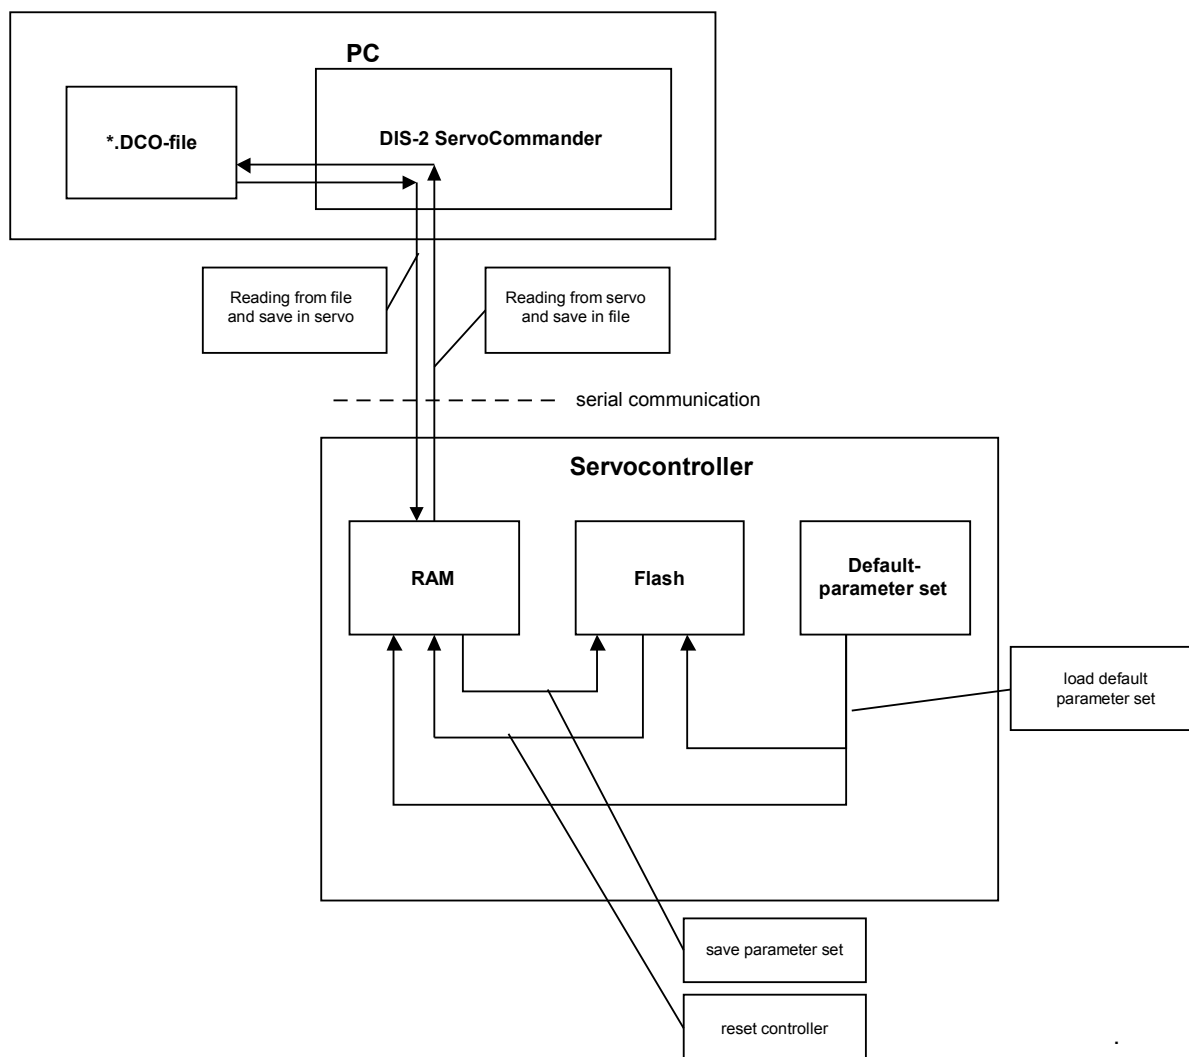 PC
*.DCO-file
DIS-2 ServoCommander
Reading from file
and save in servo
Reading from servo
and save in file
serial communication
Servocontroller
RAM
Flash
Default-
parameter set
load default
parameter set
save parameter set
reset controller
.